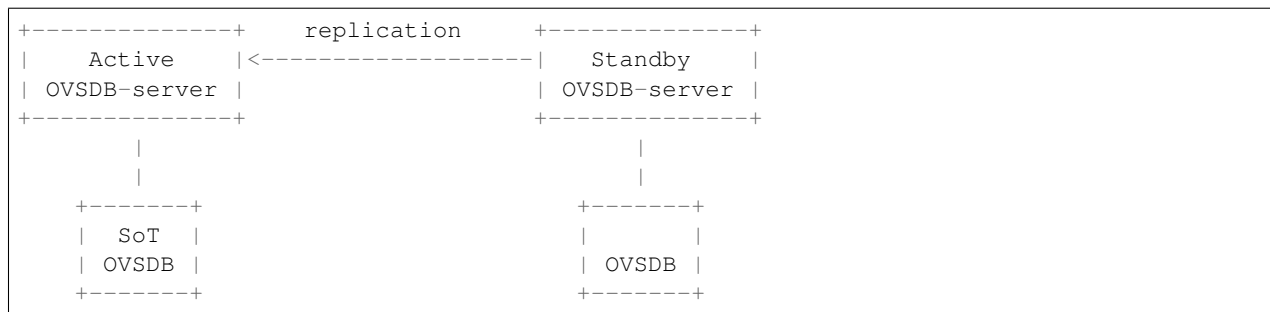 +--------------+    replication     +--------------+
|    Active    |<-------------------|   Standby    |
| OVSDB-server |                    | OVSDB-server |
+--------------+                    +--------------+
        |                                  |
        |                                  |
    +-------+                          +-------+
    |  SoT  |                          |       |
    | OVSDB |                          | OVSDB |
    +-------+                          +-------+